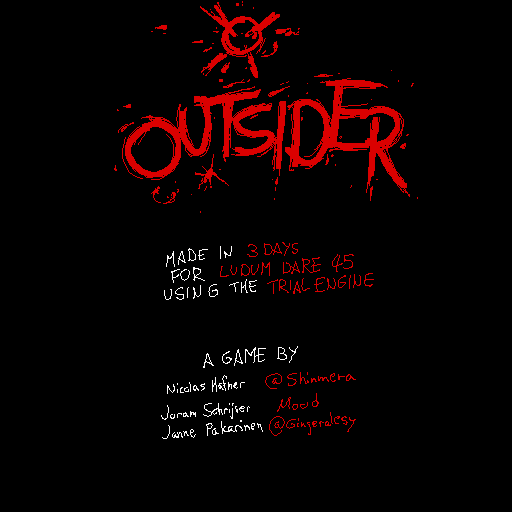 OUTSIDER
MADE IN 3 DAYS
FOR LUDUM DARE 45
USING THE TRIAL ENGINE
A GAME BY
Nicolas Hafner @Shinmera
Joram Schrijver Mood
Janne Pakarinen @Gingeralesy